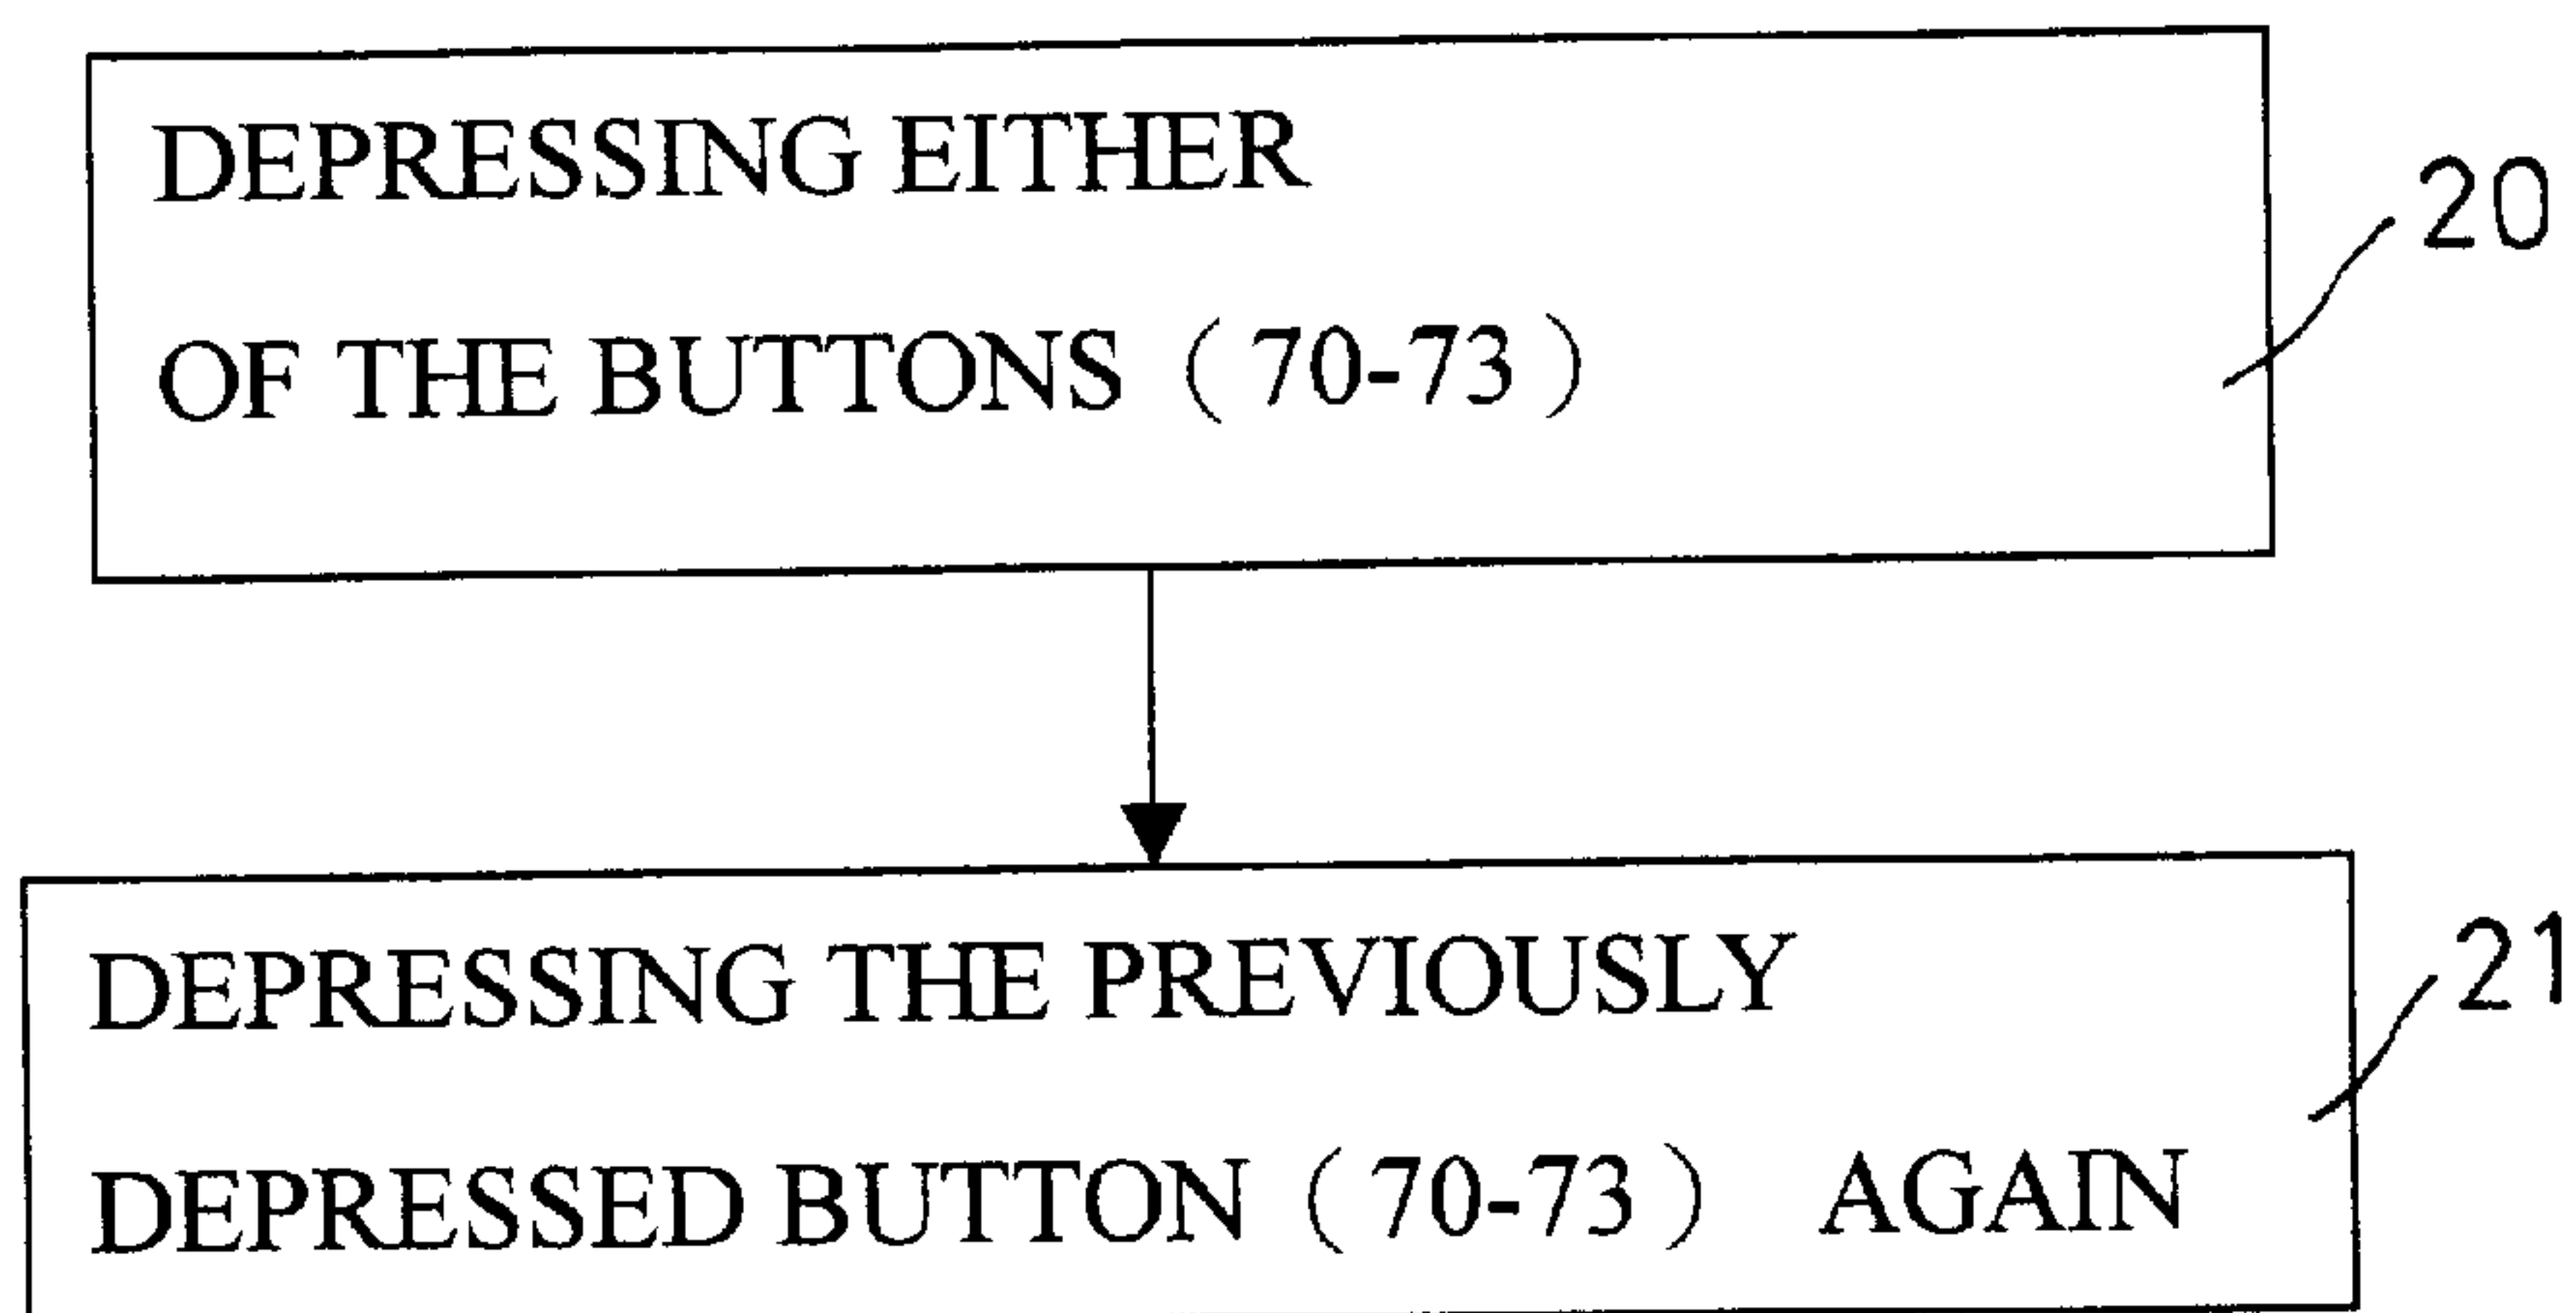 DEPRESSING EITHER
OF THE BUTTONS (70-73)
20
DEPRESSING THE PREVIOUSLY
DEPRESSED BUTTON (70-73) AGAIN
21